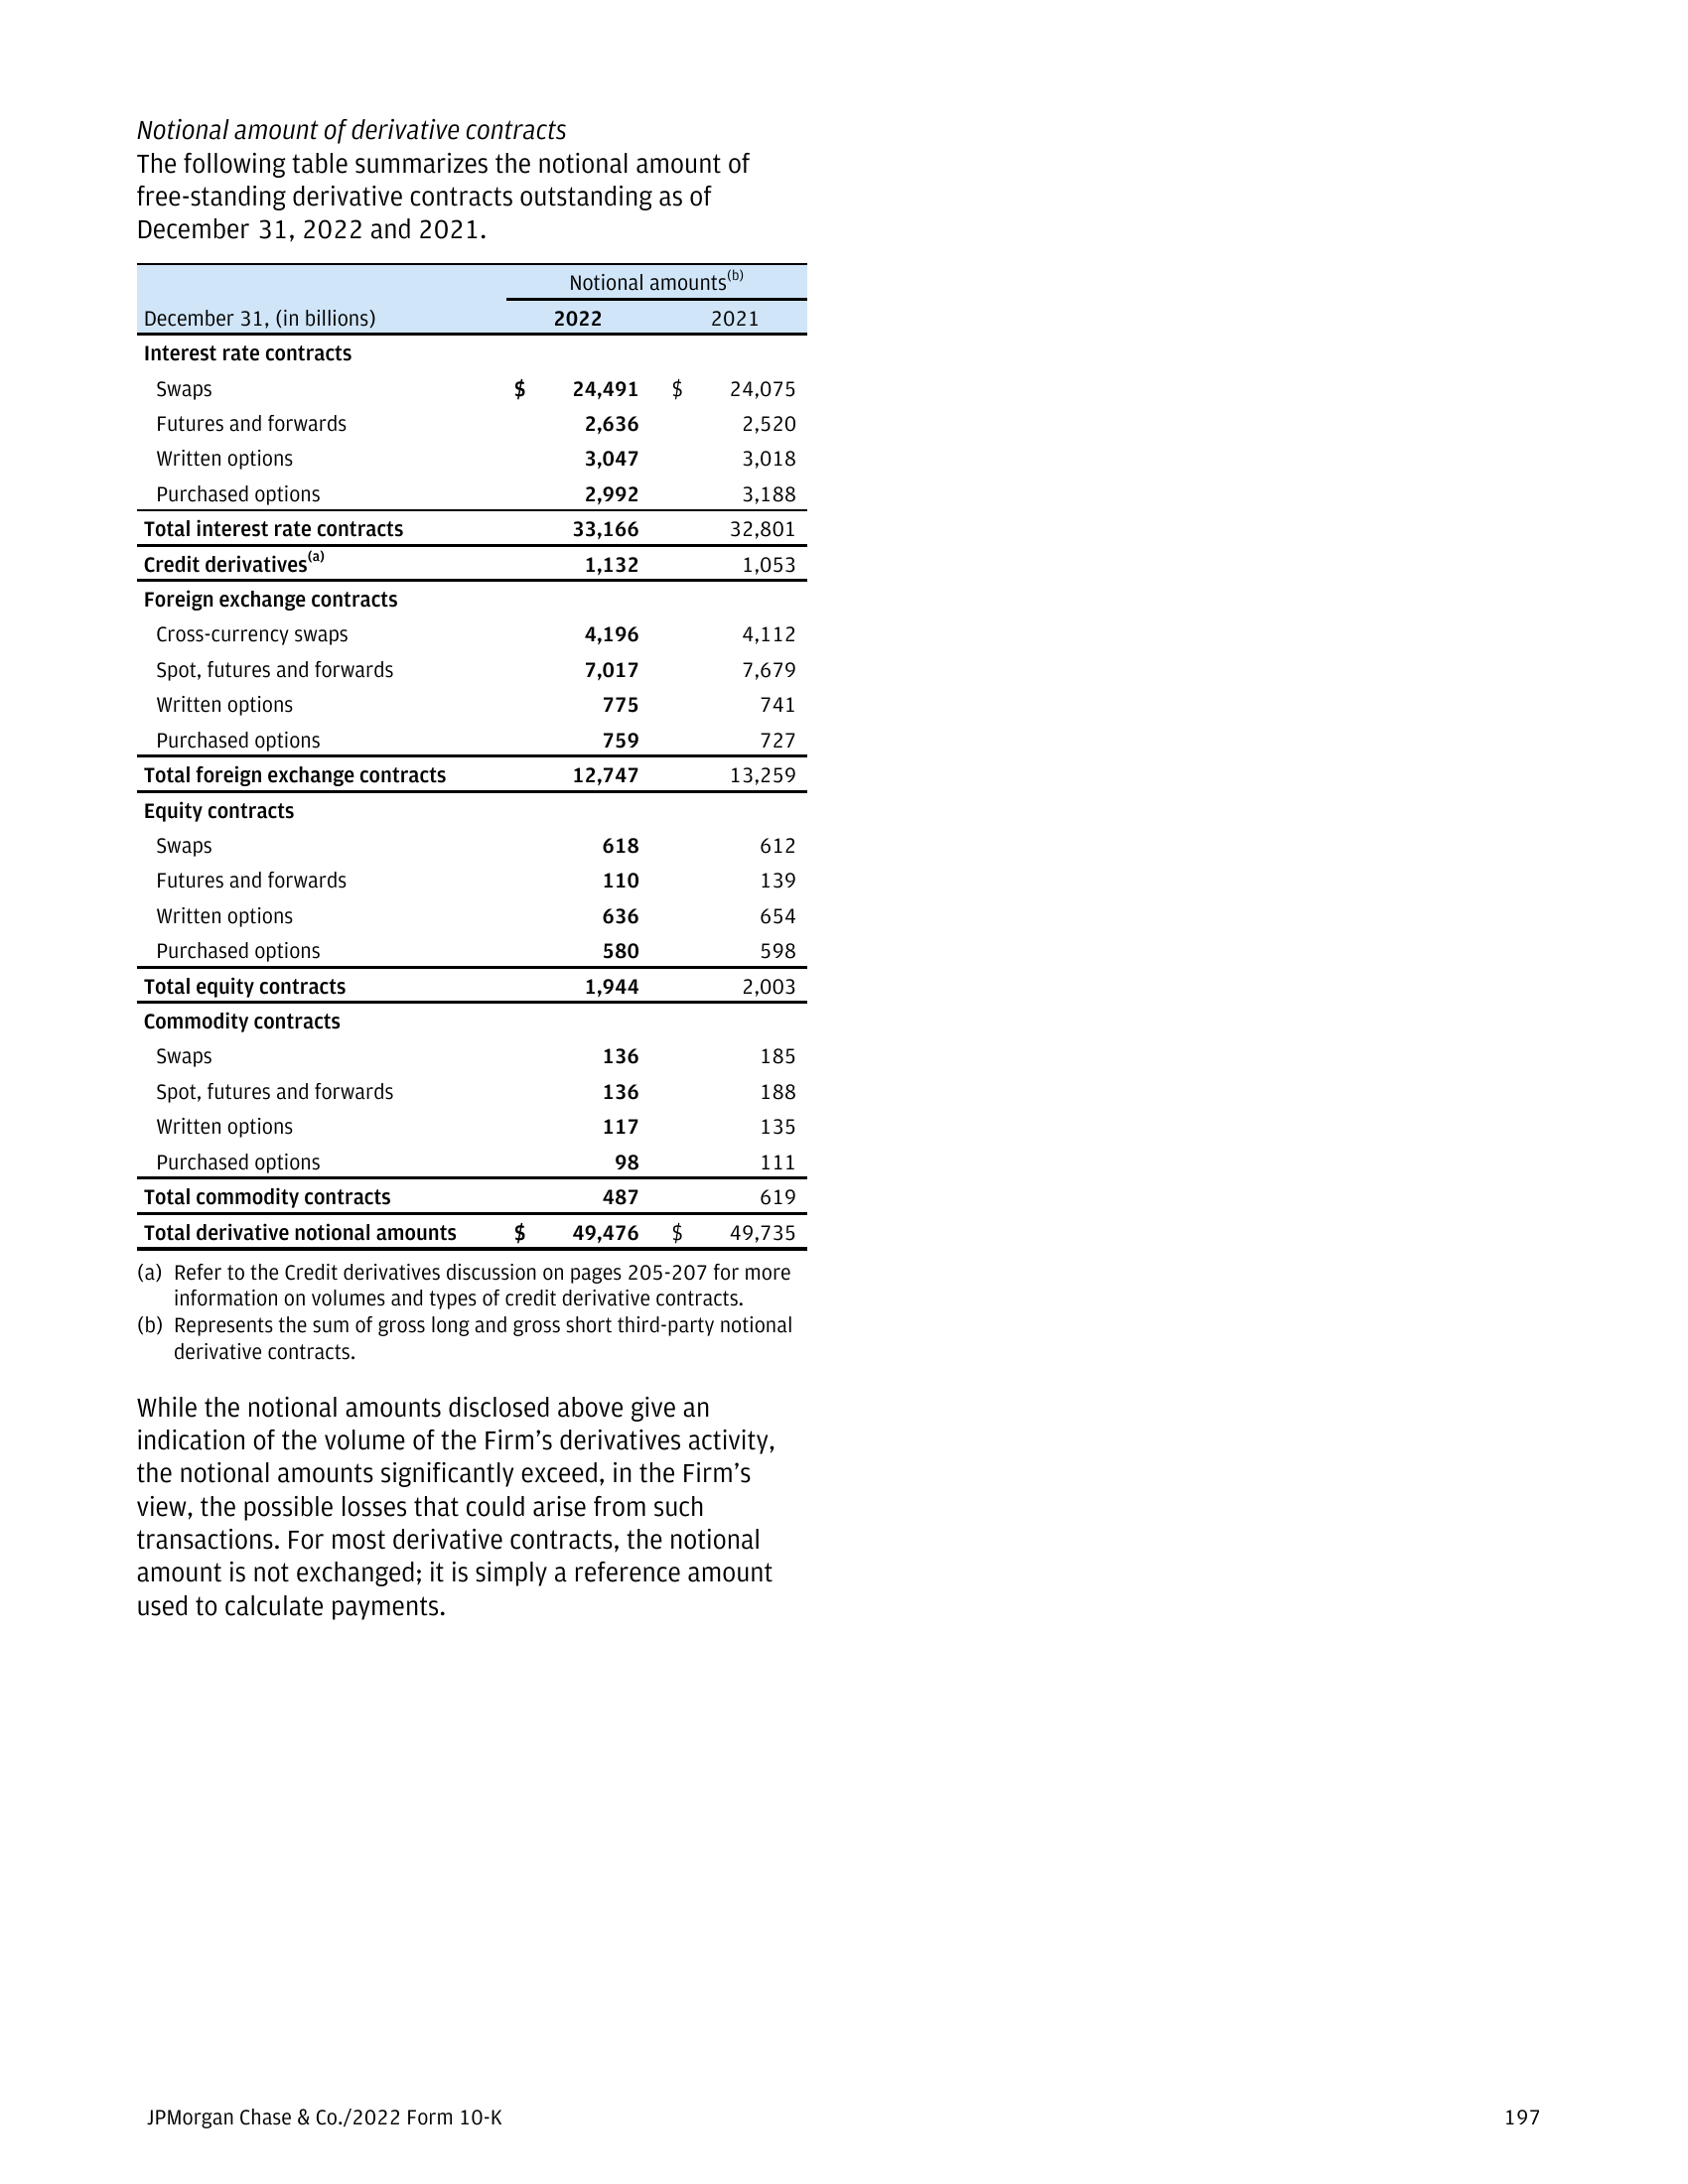 Notional amount of derivative contracts
The following table summarizes the notional amount of
free-standing derivative contracts outstanding as of
December 31, 2022 and 2021.
Notional amounts(b)
December 31, (in billions) 2022 2021
Interest rate contracts
Swaps $ 24,491 $ 24,075
Futures and forwards 2,636 2,520
Written options 3,047 3,018
Purchased options 2,992 3,188
Total interest rate contracts 33,166 32,801
Credit derivatives(a) 1,132 1,053
Foreign exchange contracts
Cross-currency swaps 4,196 4,112
Spot, futures and forwards 7,017 7,679
Written options 775 741
Purchased options 759 727
Total foreign exchange contracts 12,747 13,259
Equity contracts
Swaps 618 612
Futures and forwards 110 139
Written options 636 654
Purchased options 580 598
Total equity contracts 1,944 2,003
Commodity contracts
Swaps 136 185
Spot, futures and forwards 136 188
Written options 117 135
Purchased options 98 111
Total commodity contracts 487 619
Total derivative notional amounts $ 49,476 $ 49,735
(a) Refer to the Credit derivatives discussion on pages 205-207 for more
information on volumes and types of credit derivative contracts.
(b) Represents the sum of gross long and gross short third-party notional
derivative contracts.
While the notional amounts disclosed above give an
indication of the volume of the Firm’s derivatives activity,
the notional amounts significantly exceed, in the Firm’s
view, the possible losses that could arise from such
transactions. For most derivative contracts, the notional
amount is not exchanged; it is simply a reference amount
used to calculate payments.
JPMorgan Chase & Co./2022 Form 10-K 197